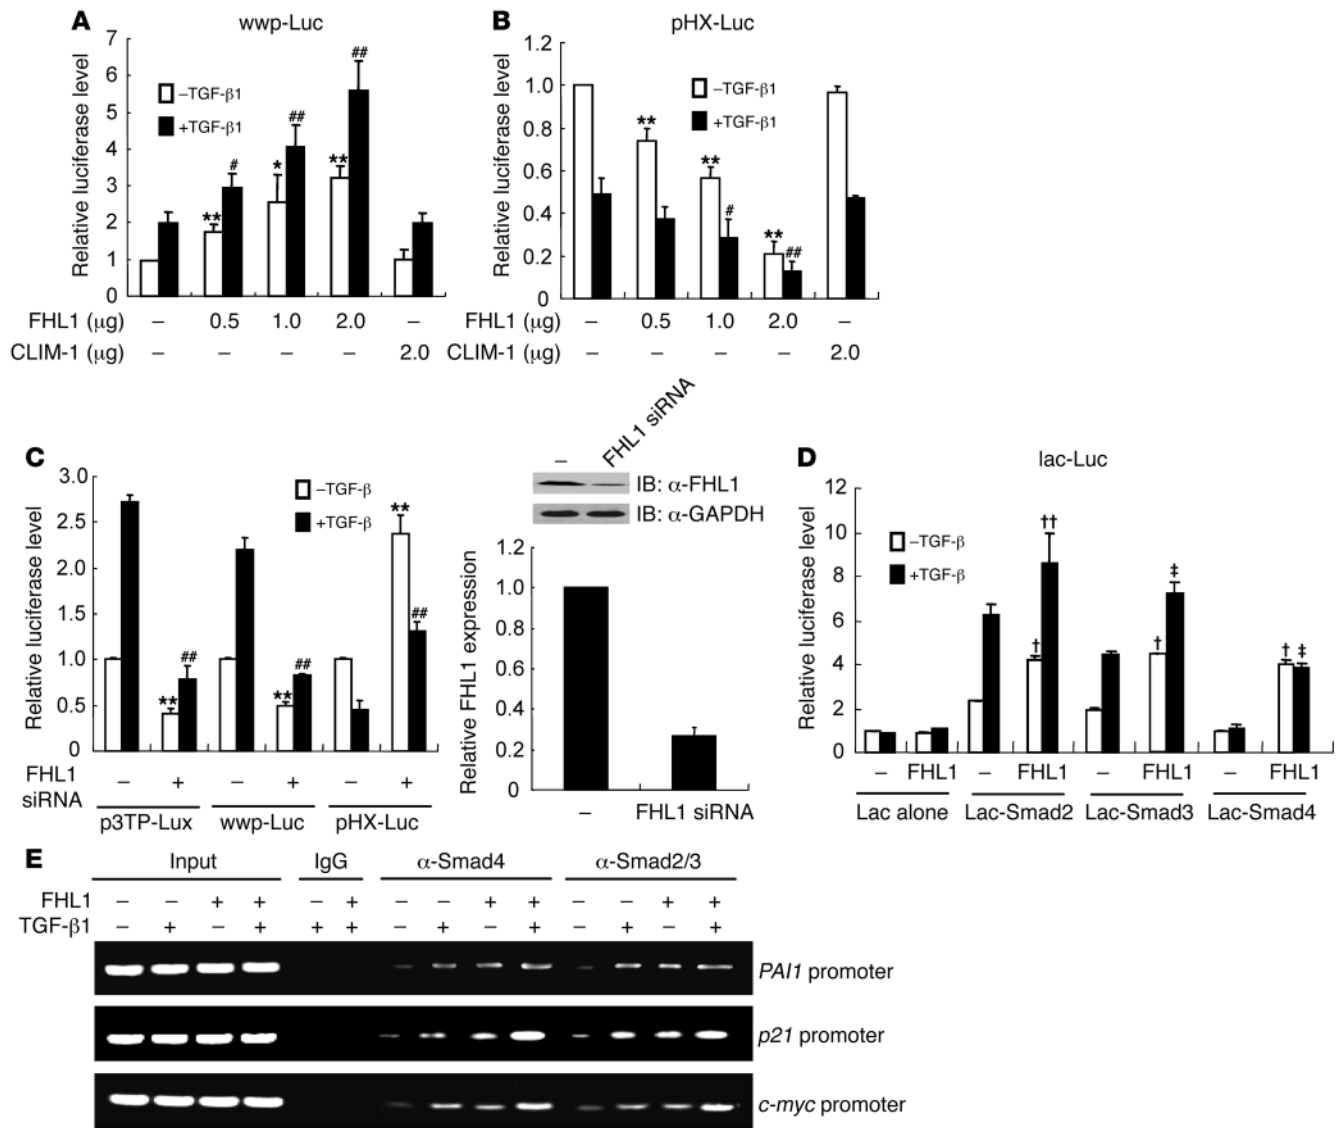 A
wwp-Luc
Relative luciferase level
7
6
5
4
3
2
1
0
–TGF-β1
+TGF-β1
** # * ## ** ##
FHL1 (μg) – 0.5 1.0 2.0 –
CLIM-1 (μg) – – – – 2.0
B
pHX-Luc
Relative luciferase level
1.2
1.0
0.8
0.6
0.4
0.2
0
–TGF-β1
+TGF-β1
** ** # ** ##
FHL1 (μg) – 0.5 1.0 2.0 –
CLIM-1 (μg) – – – – 2.0
C
Relative luciferase level
3.0
2.5
2.0
1.5
1.0
0.5
0
–TGF-β
+TGF-β
** ## ** ## ** ##
FHL1 siRNA – + – + – +
p3TP-Lux wwp-Luc pHX-Luc
– FHL1 siRNA
IB: α-FHL1
IB: α-GAPDH
Relative FHL1 expression
1.2
1.0
0.8
0.6
0.4
0.2
0
– FHL1 siRNA
D
lac-Luc
Relative luciferase level
12
10
8
6
4
2
0
–TGF-β
+TGF-β
† †† † ‡ † ‡
– FHL1 – FHL1 – FHL1 – FHL1
Lac alone Lac-Smad2 Lac-Smad3 Lac-Smad4
E
Input IgG α-Smad4 α-Smad2/3
FHL1 – – + + – + – – + + – – + +
TGF-β1 – + – + + + – + – + – + – +
PAI1 promoter
p21 promoter
c-myc promoter